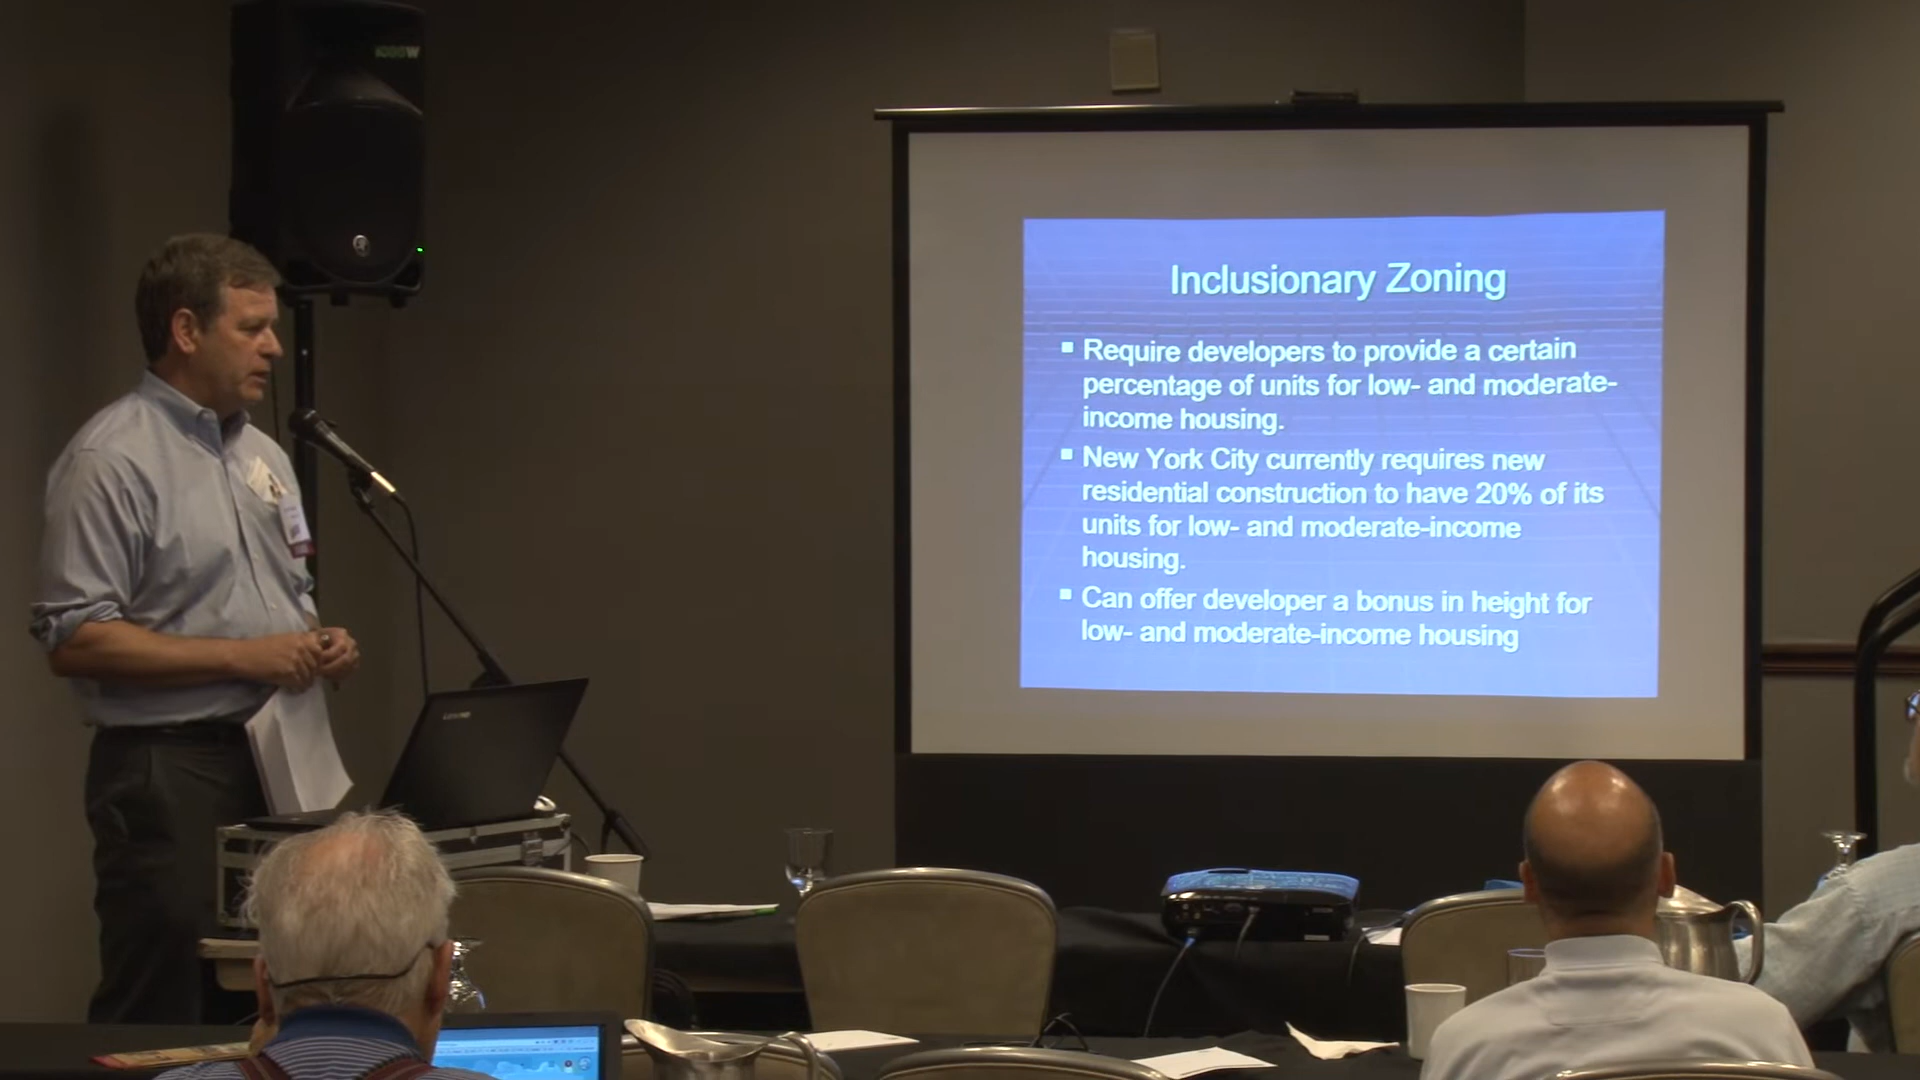 1000W
Inclusionary Zoning
▪ Require developers to provide a certain
percentage of units for low- and moderate-
income housing.
▪ New York City currently requires new
residential construction to have 20% of its
units for low- and moderate-income
housing.
▪ Can offer developer a bonus in height for
low- and moderate-income housing
lenovo